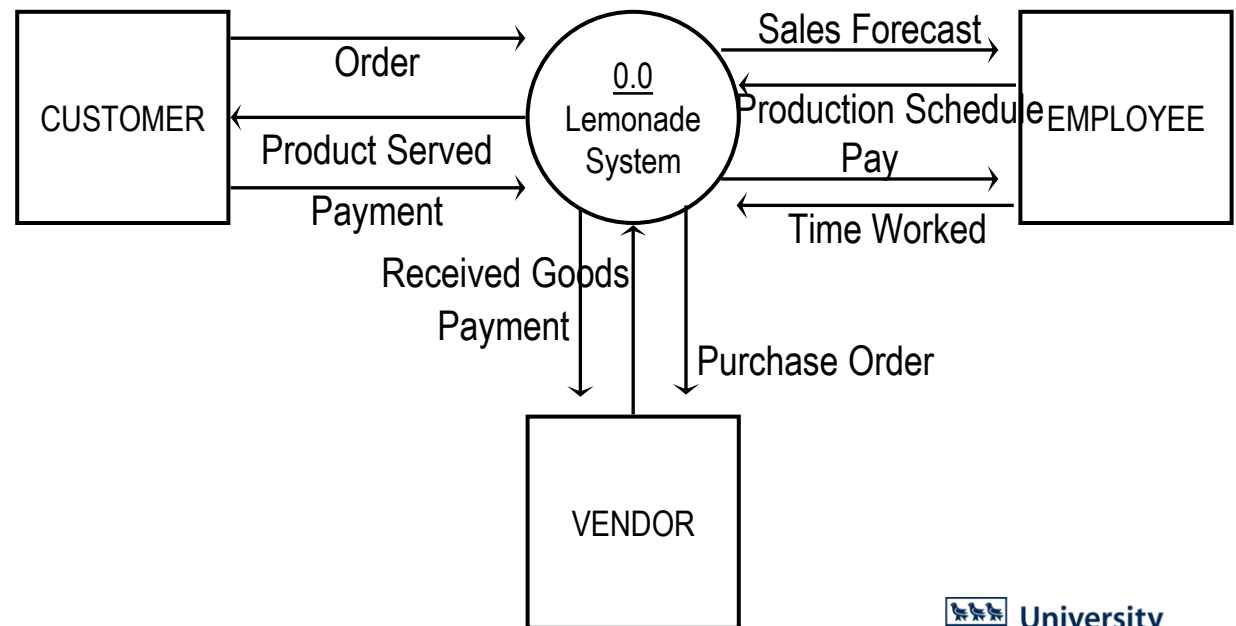 Sales Forecast
Order
0.0
CUSTOMER
Lemonade
Production Schedule
EMPLOYEE
Product Served
System
Pay
Payment
Time Worked
Received Goods
Payment
Purchase Order
VENDOR
University